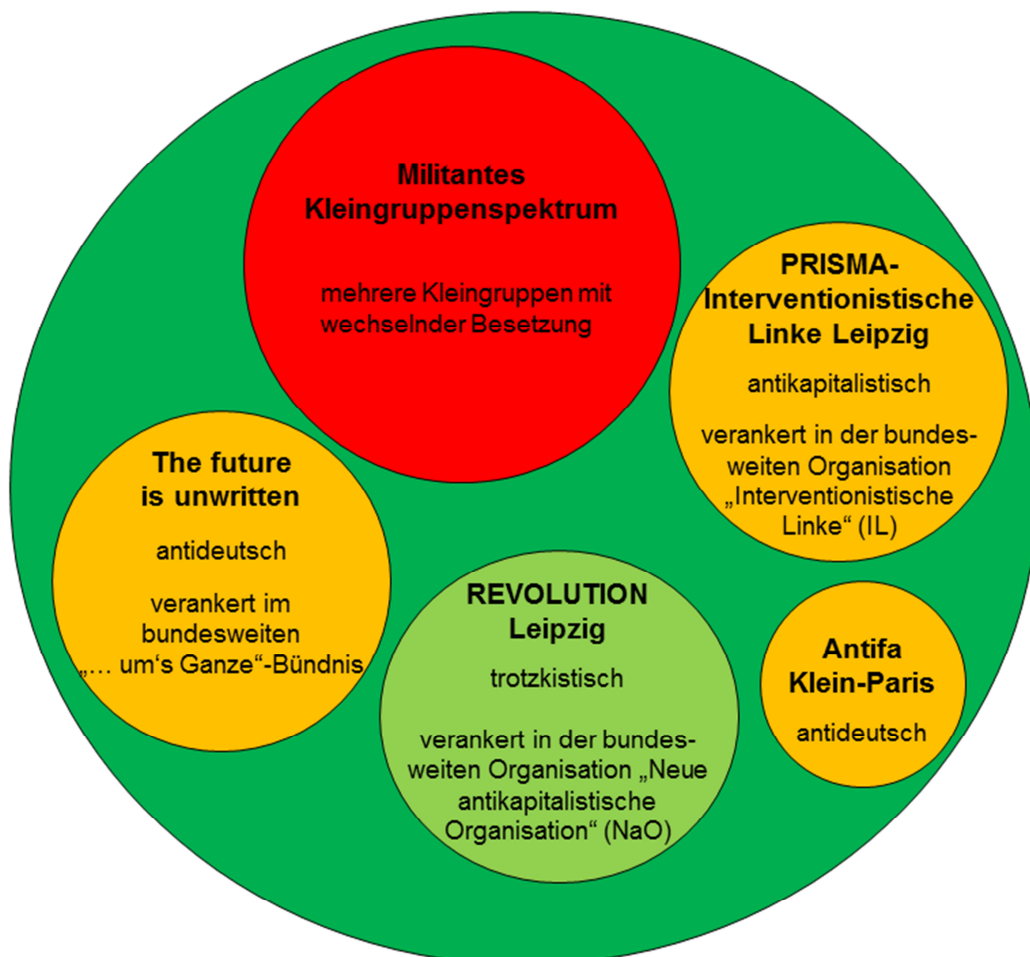 Militantes
Kleingruppenspektrum
mehrere Kleingruppen mit
wechselnder Besetzung
PRISMA-
Interventionistische
Linke Leipzig
antikapitalistisch
verankert in der bundes-
weiten Organisation
„Interventionistische
Linke“ (IL)
The future
is unwritten
antideutsch
verankert im
bundesweiten
„… um‘s Ganze“-Bündnis
REVOLUTION
Leipzig
trotzkistisch
verankert in der bundes-
weiten Organisation „Neue
antikapitalistische
Organisation“ (NaO)
Antifa
Klein-Paris
antideutsch